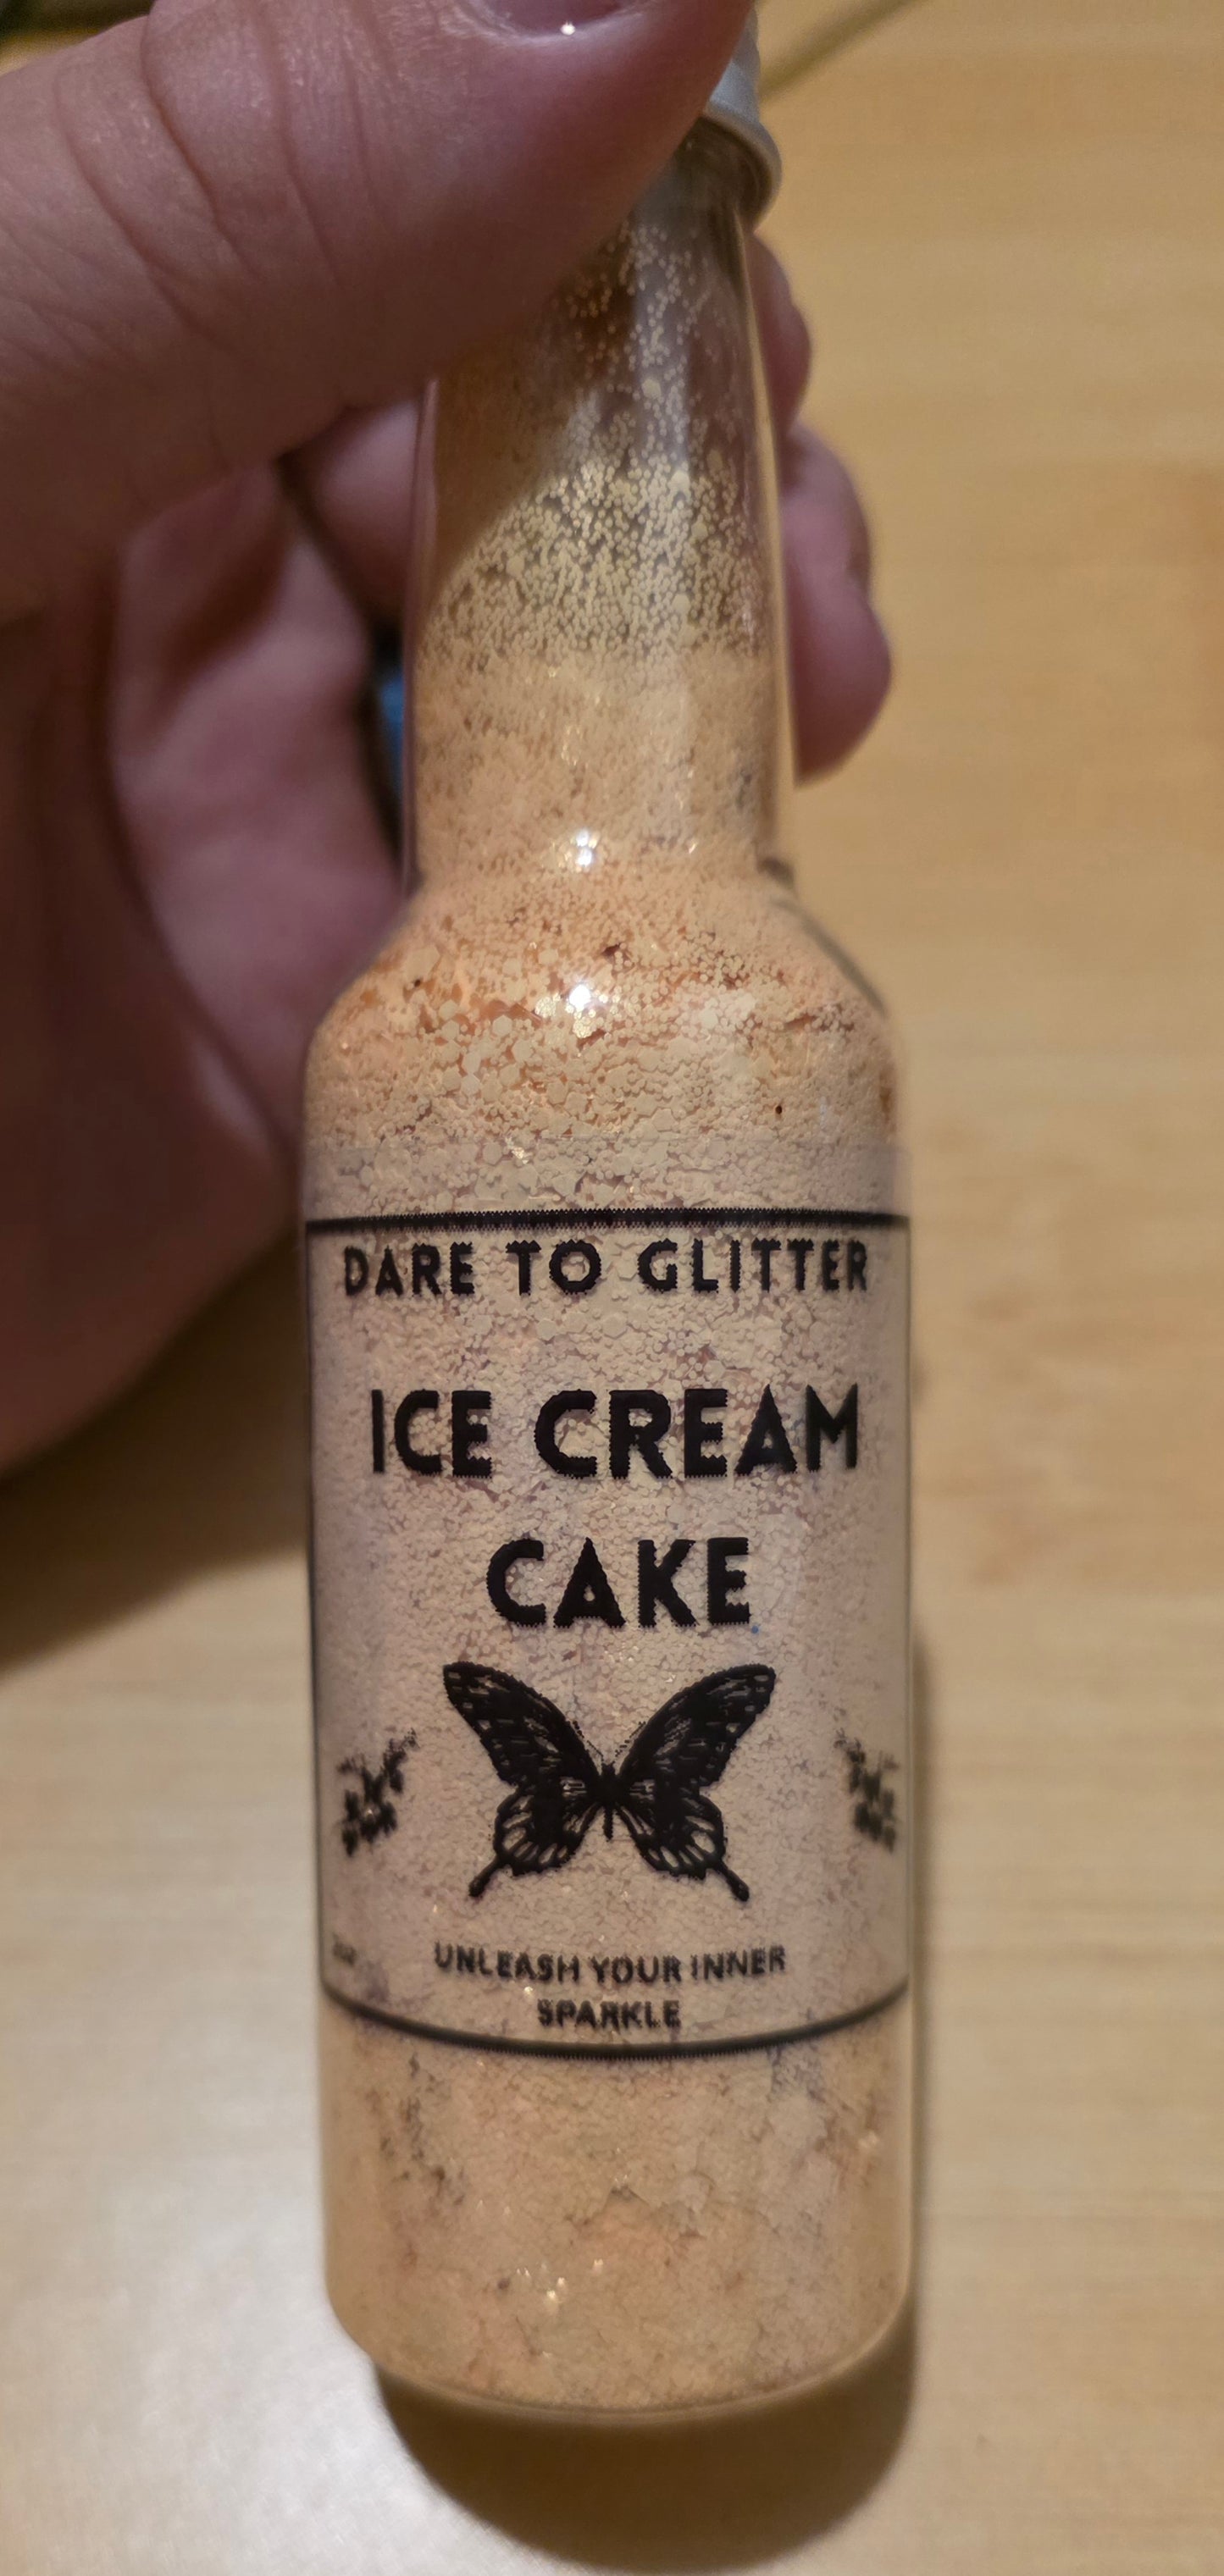 DARE TO GLITTER
ICE CREAM
CAKE
UNLEASH YOUR INNER
SPARKLE